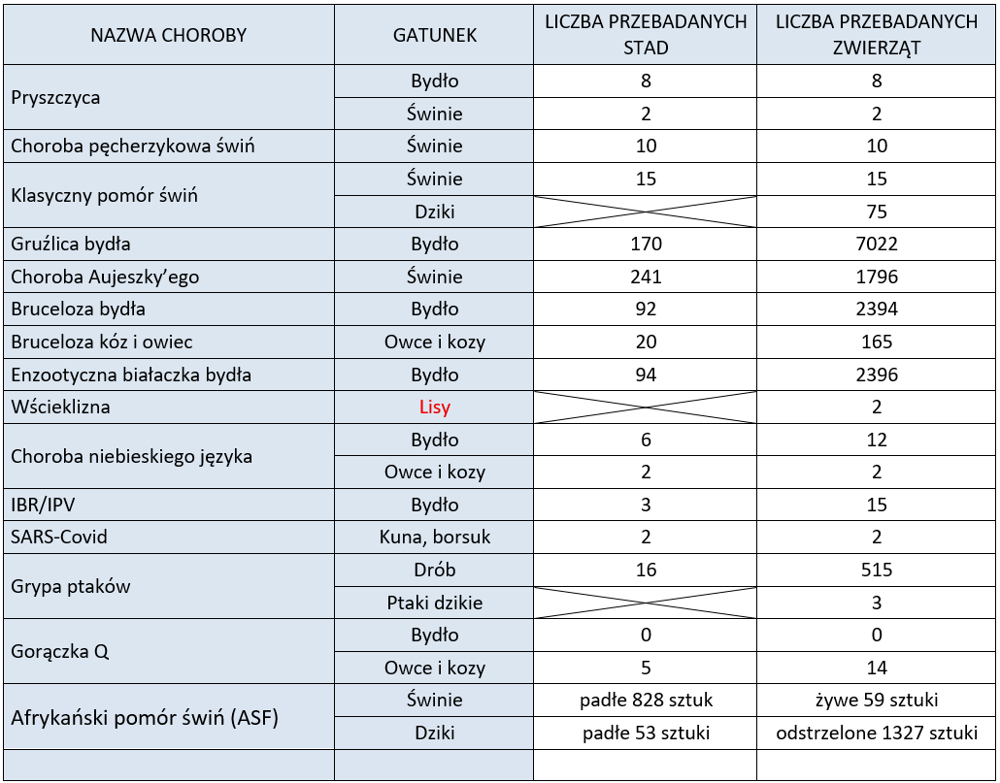 NAZWA CHOROBY GATUNEK LICZBA PRZEBADANYCH STAD LICZBA PRZEBADANYCH ZWIERZĄT
Pryszczyca Bydło 8 8
Świnie 2 2
Choroba pęcherzykowa świń Świnie 10 10
Klasyczny pomór świń Świnie 15 15
Dziki 75
Gruźlica bydła Bydło 170 7022
Choroba Aujeszky’ego Świnie 241 1796
Bruceloza bydła Bydło 92 2394
Bruceloza kóz i owiec Owce i kozy 20 165
Enzootyczna białaczka bydła Bydło 94 2396
Wścieklizna Lisy 2
Choroba niebieskiego języka Bydło 6 12
Owce i kozy 2 2
IBR/IPV Bydło 3 15
SARS-Covid Kuna, borsuk 2 2
Grypa ptaków Drób 16 515
Ptaki dzikie 3
Gorączka Q Bydło 0 0
Owce i kozy 5 14
Afrykański pomór świń (ASF) Świnie padłe 828 sztuk żywe 59 sztuki
Dziki padłe 53 sztuki odstrzelone 1327 sztuki